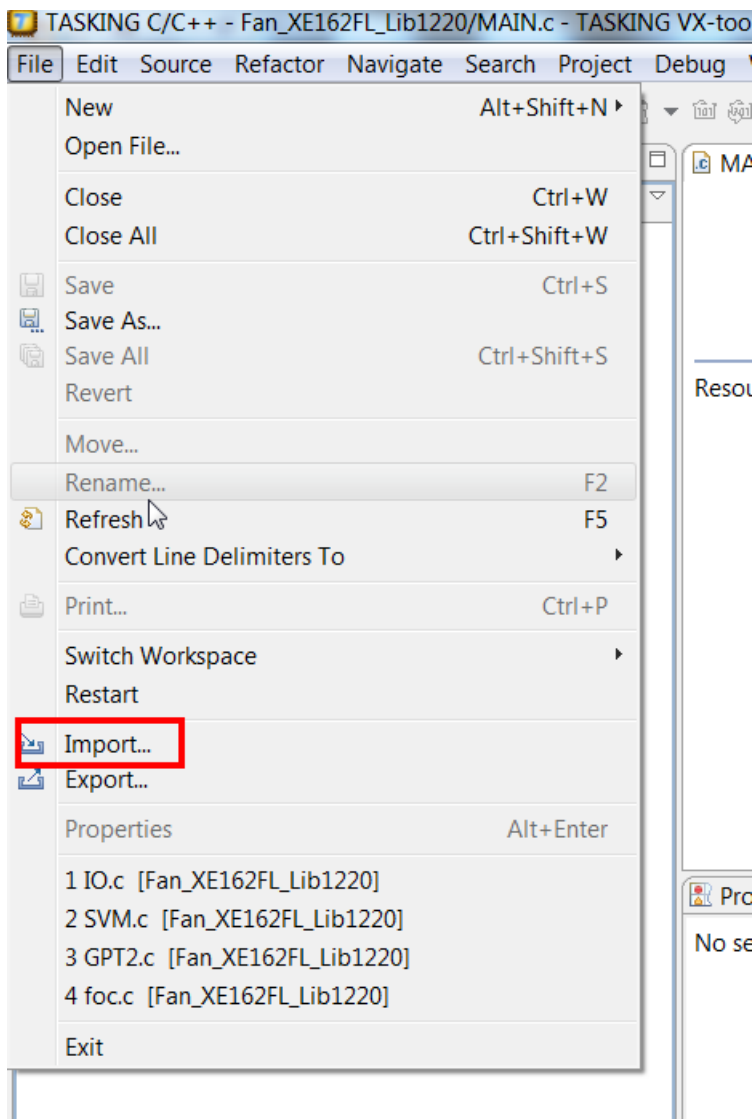 TASKING C/C++ - Fan_XE162FL_Lib1220/MAIN.c - TASKING VX-too
File Edit Source Refactor Navigate Search Project Debug
New Alt+Shift+N
Open File...
MA
Close Ctrl+W
Close All Ctrl+Shift+W
Save Ctrl+S
Save As...
Save All Ctrl+Shift+S
Revert
Resou
Move...
Rename... F2
Refresh F5
Convert Line Delimiters To
Print... Ctrl+P
Switch Workspace
Restart
Import...
Export...
Properties Alt+Enter
1 IO.c [Fan_XE162FL_Lib1220]
2 SVM.c [Fan_XE162FL_Lib1220]
3 GPT2.c [Fan_XE162FL_Lib1220]
4 foc.c [Fan_XE162FL_Lib1220]
Exit
Pro
No se